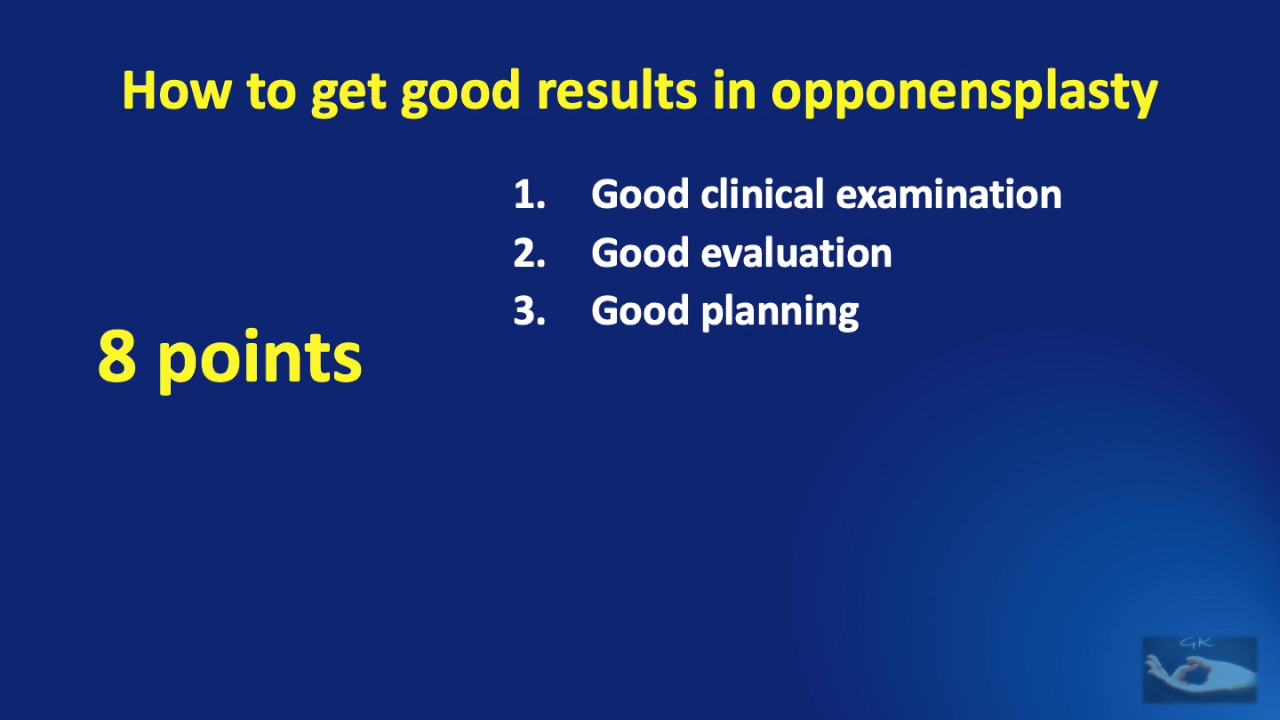 How to get good results in opponensplasty
1. Good clinical examination
2. Good evaluation
3. Good planning
8 points
GK